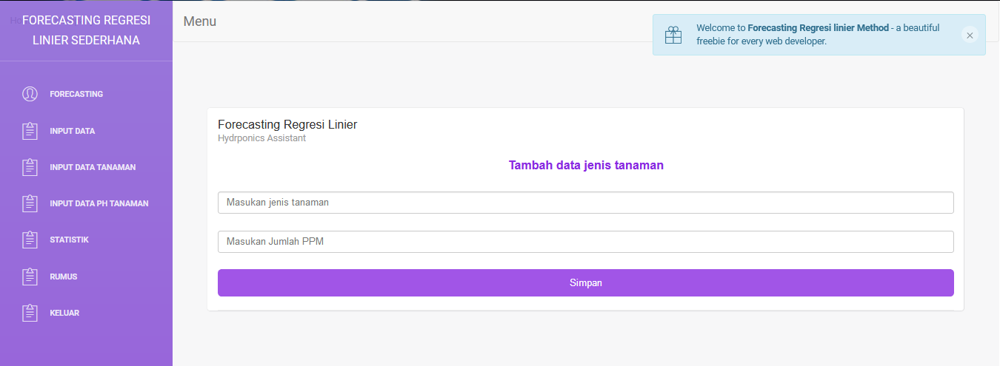 FORECASTING REGRESI
LINIER SEDERHANA
FORECASTING
INPUT DATA
INPUT DATA TANAMAN
INPUT DATA PH TANAMAN
STATISTIK
RUMUS
KELUAR
Menu
Welcome to Forecasting Regresi linier Method - a beautiful
freebie for every web developer.
×
Forecasting Regresi Linier
Hydrponics Assistant
Tambah data jenis tanaman
Masukan jenis tanaman
Masukan Jumlah PPM
Simpan